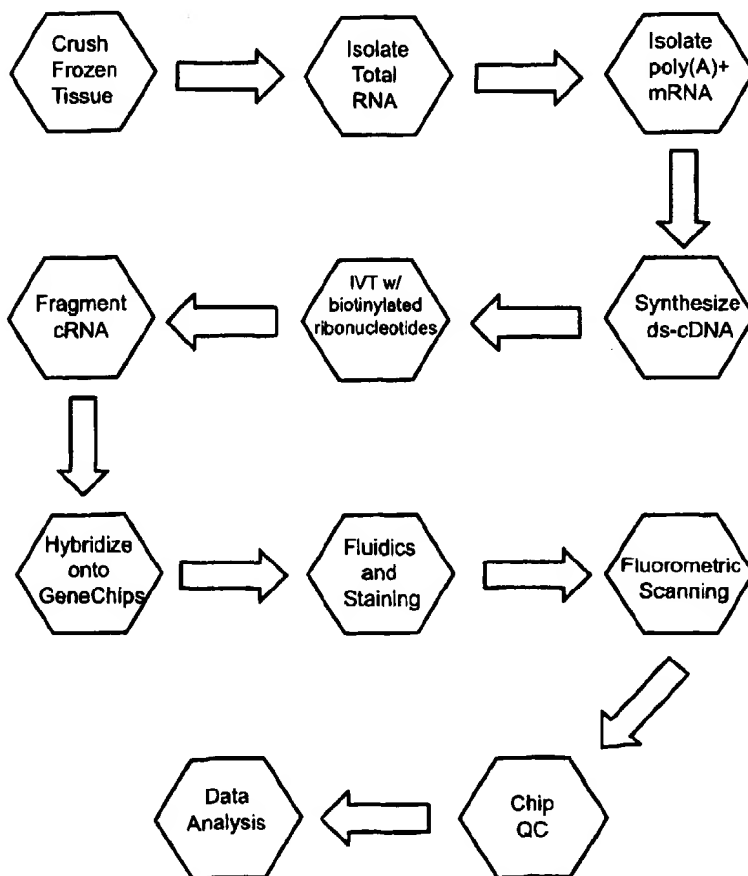 Crush
Frozen
Tissue
Isolate
Total
RNA
Isolate
poly(A)+
mRNA
Synthesize
ds-cDNA
IVT w/
biotinylated
ribonucleotides
Fragment
cRNA
Hybridize
onto
GeneChips
Fluidics
and
Staining
Fluorometric
Scanning
Chip
QC
Data
Analysis